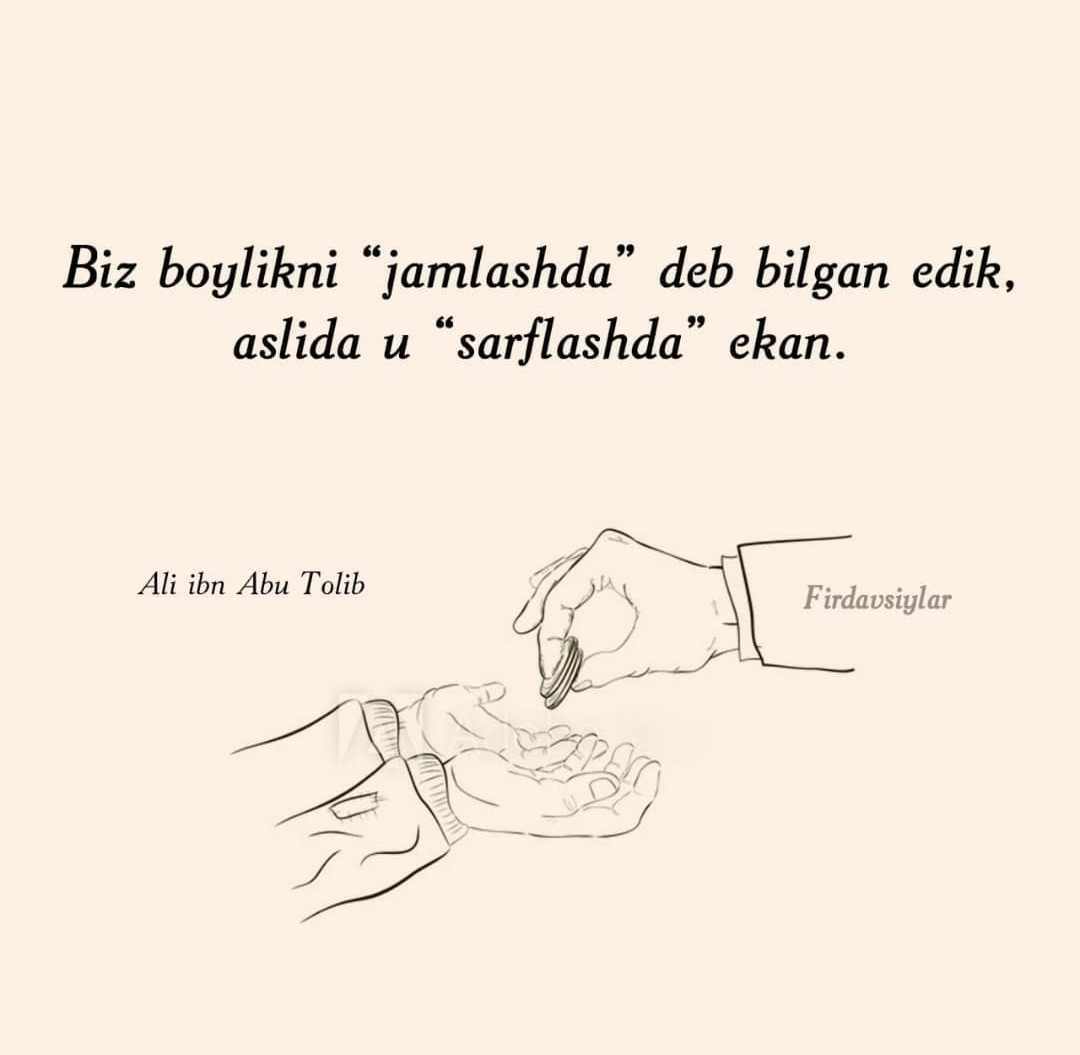 Biz boylikni “jamlashda” deb bilgan edik,
aslida u “sarflashda” ekan.
Ali ibn Abu Tolib
Firdavsiylar